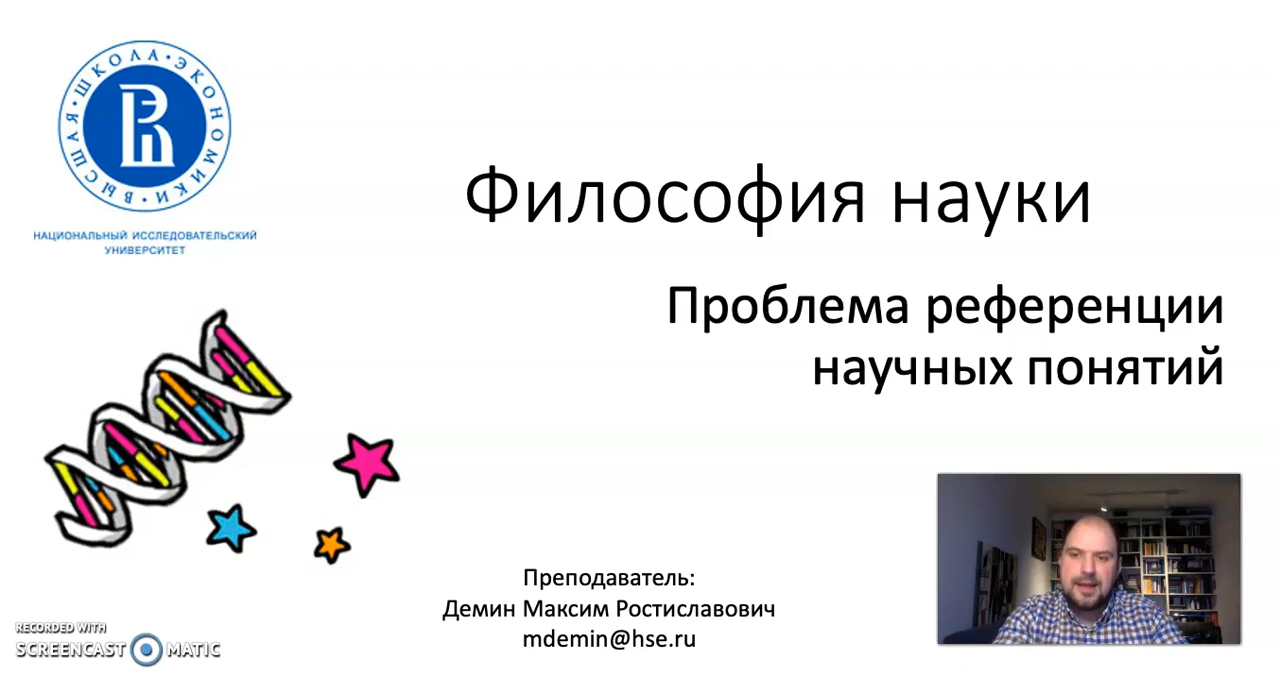 ВЫСШАЯ • ШКОЛА • ЭКОНОМИКИ •
НАЦИОНАЛЬНЫЙ ИССЛЕДОВАТЕЛЬСКИЙ
УНИВЕРСИТЕТ
Философия науки
Проблема референции
научных понятий
Преподаватель:
Демин Максим Ростиславович
mdemin@hse.ru
RECORDED WITH
SCREENCAST MATIC